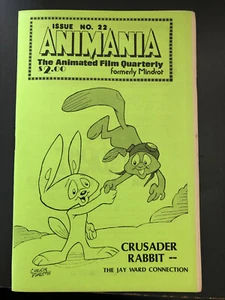 ISSUE NO. 22
ANIMANIA
The Animated Film Quarterly
$2.00 formerly Mindrot
CRUSADER
RABBIT --
THE JAY WARD CONNECTION